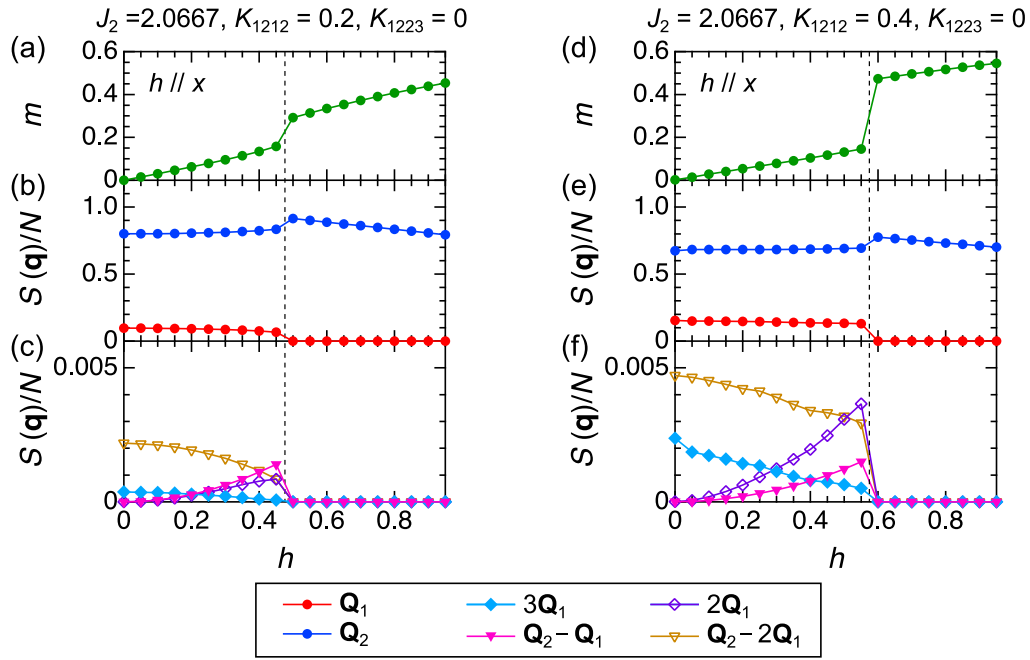 J2 =2.0667, K1212 = 0.2, K1223 = 0
J2 = 2.0667, K1212 = 0.4, K1223 = 0
(a)
0.6
0.4
0.2
0
m
h // x
(b)
1.0
0.5
0
S (q)/N
(c)
0.005
0
S (q)/N
0 0.2 0.4 0.6 0.8
h
(d)
0.6
0.4
0.2
0
m
h // x
(e)
1.0
0.5
0
S (q)/N
(f)
0.005
0
S (q)/N
0 0.2 0.4 0.6 0.8
h
Q1 3Q1 2Q1
Q2 Q2 − Q1 Q2 − 2Q1